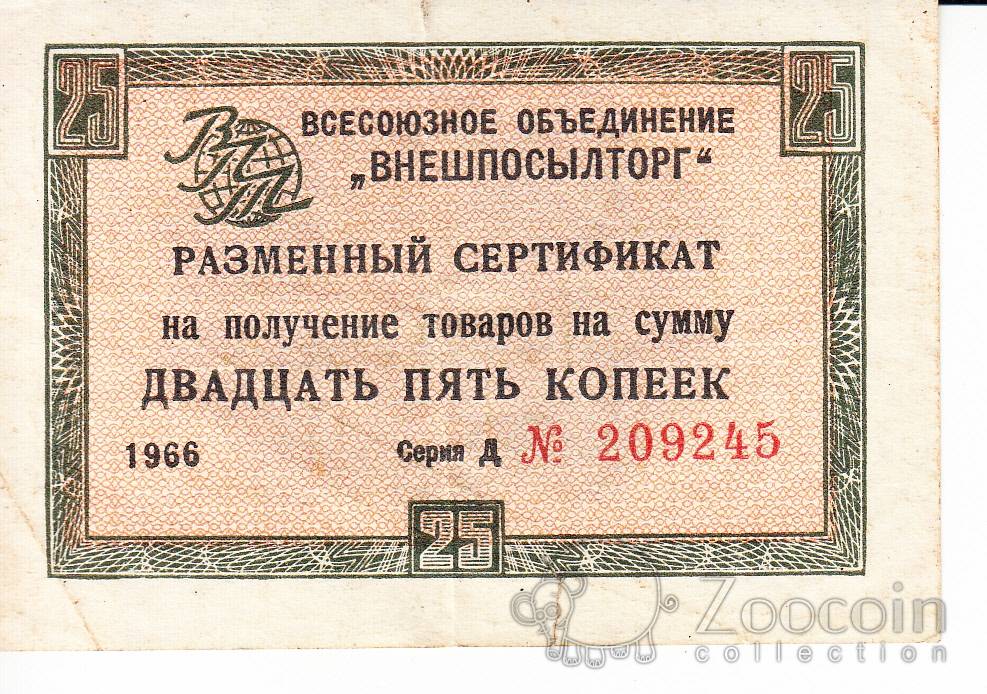 25 25
ВПТ
ВСЕСОЮЗНОЕ ОБЪЕДИНЕНИЕ
„ВНЕШПОСЫЛТОРГ“
РАЗМЕННЫЙ СЕРТИФИКАТ
на получение товаров на сумму
ДВАДЦАТЬ ПЯТЬ КОПЕЕК
1966 Серия Д № 209245
25
Zoocoin
collection